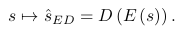 s ↦ ŝ_{ED} = D (E (s)) .